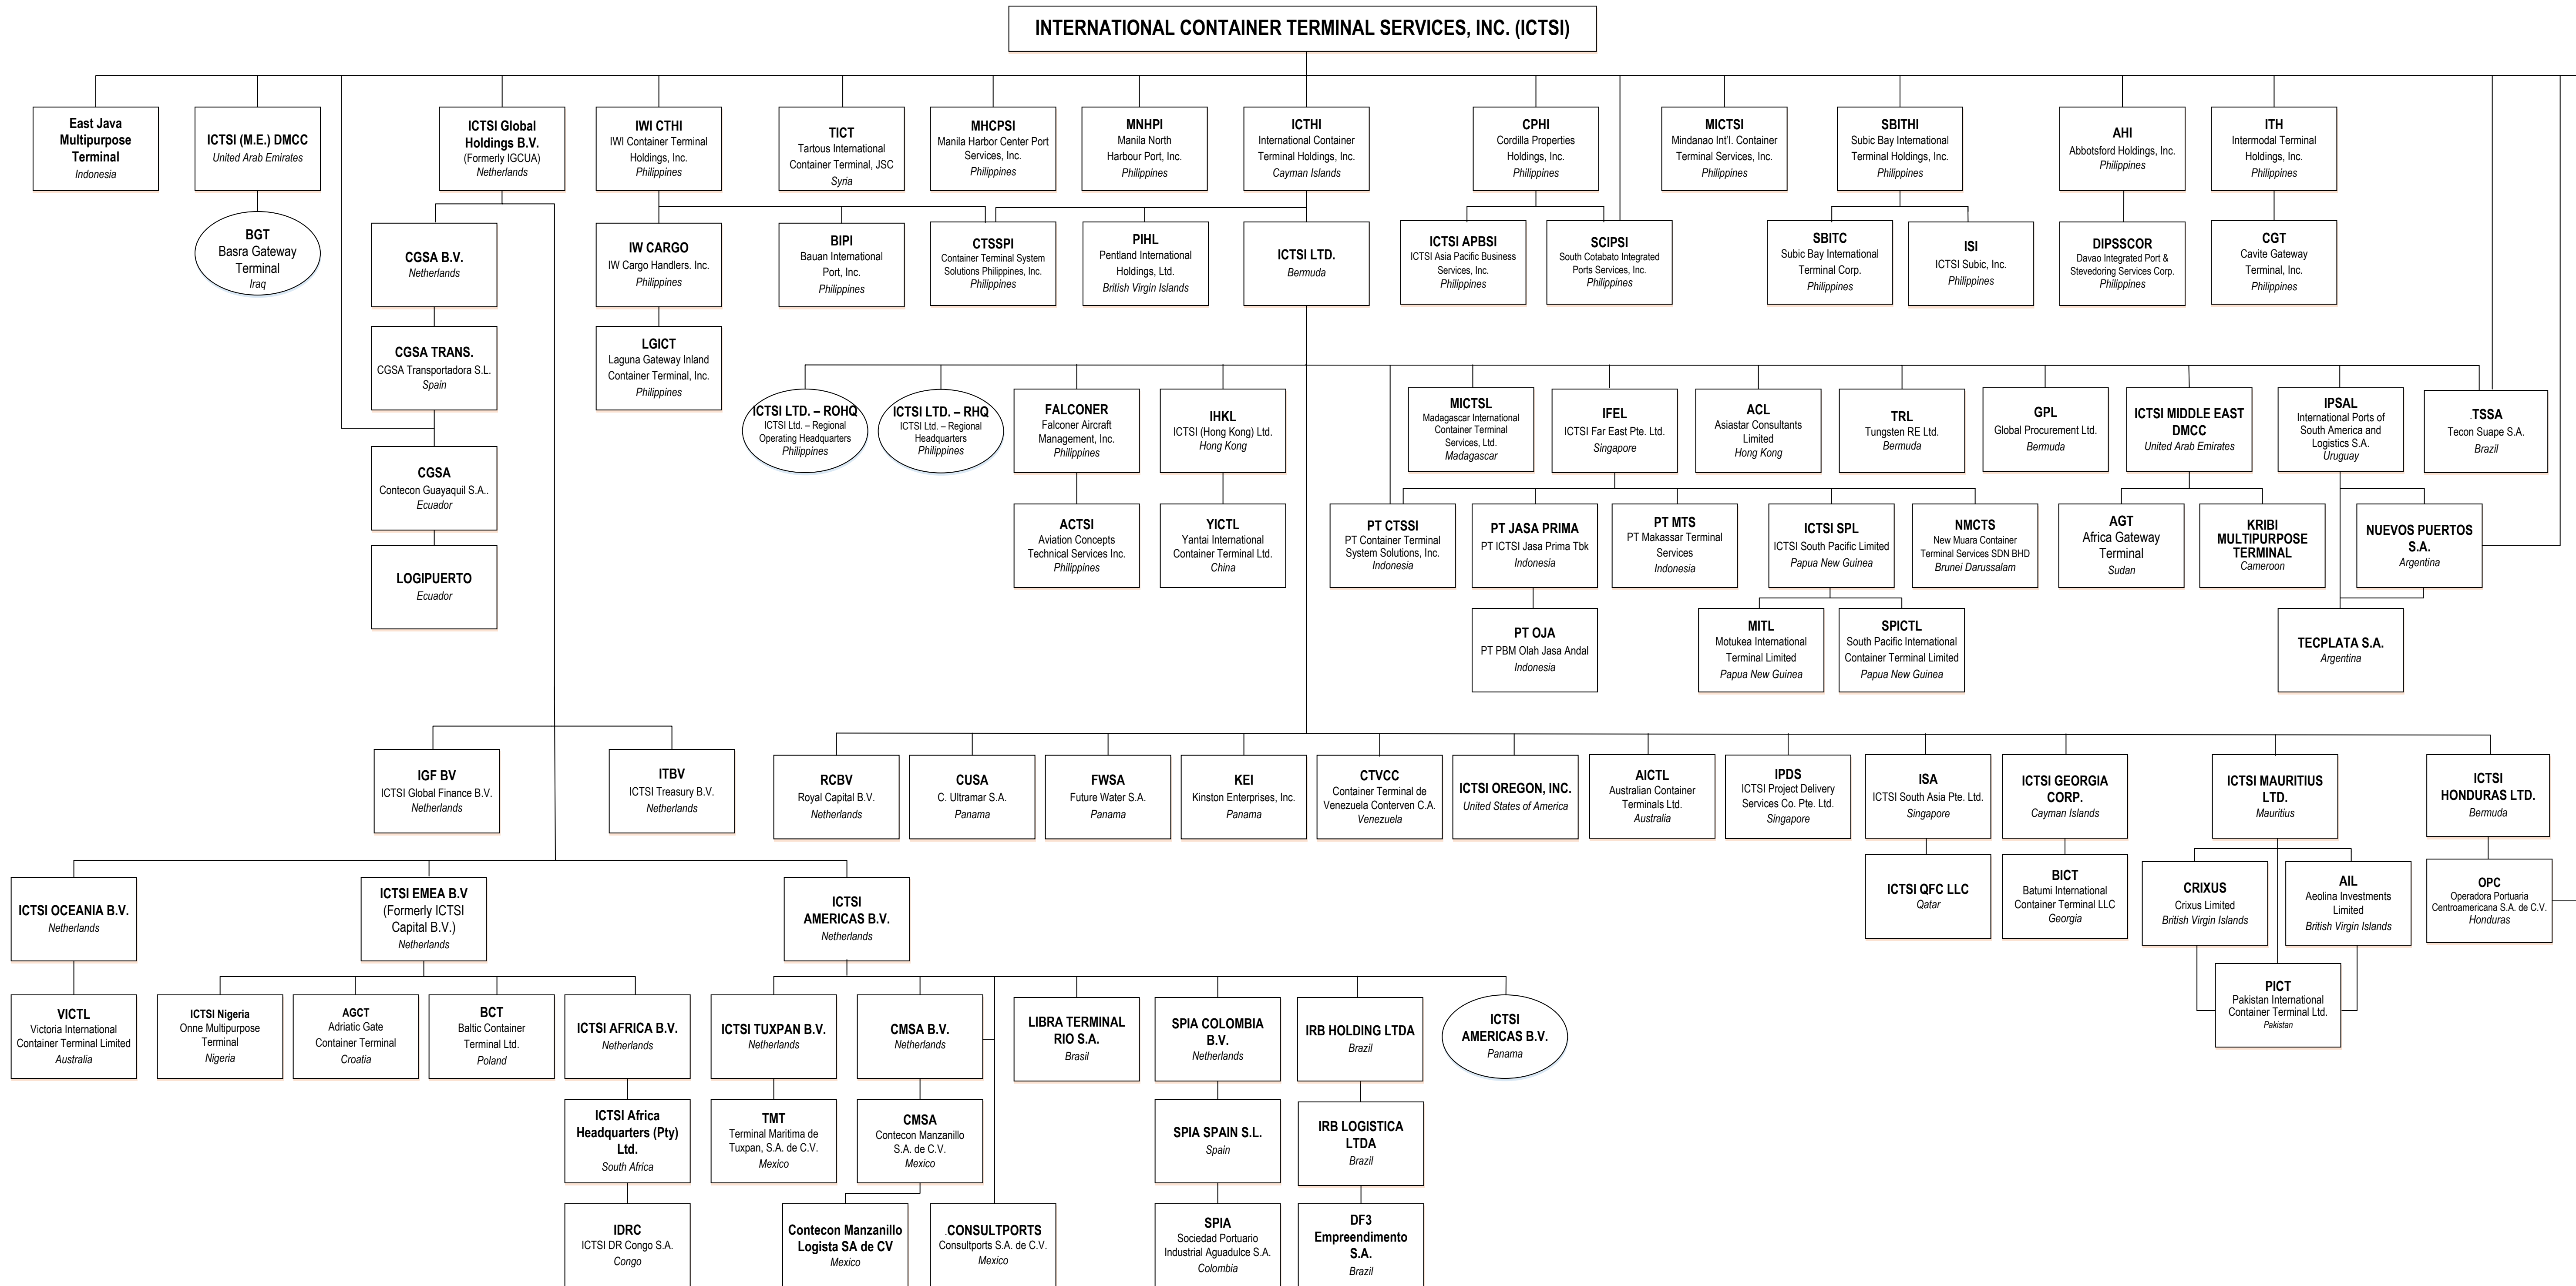 INTERNATIONAL CONTAINER TERMINAL SERVICES, INC. (ICTSI)
East Java
Multipurpose
Terminal
Indonesia
ICTSI (M.E.) DMCC
United Arab Emirates
ICTSI Global
Holdings B.V.
(Formerly IGCUA)
Netherlands
IWI CTHI
IWI Container Terminal
Holdings, Inc.
Philippines
TICT
Tartous International
Container Terminal, JSC
Syria
MHCPSI
Manila Harbor Center Port
Services, Inc.
Philippines
MNHPI
Manila North
Harbour Port, Inc.
Philippines
ICTHI
International Container
Terminal Holdings, Inc.
Cayman Islands
CPHI
Cordilla Properties
Holdings, Inc.
Philippines
MICTSI
Mindanao Int'l. Container
Terminal Services, Inc.
Philippines
SBITHI
Subic Bay International
Terminal Holdings, Inc.
Philippines
AHI
Abbotsford Holdings, Inc.
Philippines
ITH
Intermodal Terminal
Holdings, Inc.
Philippines
BGT
Basra Gateway
Terminal
Iraq
CGSA B.V.
Netherlands
IW CARGO
IW Cargo Handlers. Inc.
Philippines
BIPI
Bauan International
Port, Inc.
Philippines
CTSSPI
Container Terminal System
Solutions Philippines, Inc.
Philippines
PIHL
Pentland International
Holdings, Ltd.
British Virgin Islands
ICTSI LTD.
Bermuda
ICTSI APBSI
ICTSI Asia Pacific Business
Services, Inc.
Philippines
SCIPSI
South Cotabato Integrated
Ports Services, Inc.
Philippines
SBITC
Subic Bay International
Terminal Corp.
Philippines
ISI
ICTSI Subic, Inc.
Philippines
DIPSSCOR
Davao Integrated Port &
Stevedoring Services Corp.
Philippines
CGT
Cavite Gateway
Terminal, Inc.
Philippines
CGSA TRANS.
CGSA Transportadora S.L.
Spain
LGICT
Laguna Gateway Inland
Container Terminal, Inc.
Philippines
ICTSI LTD. – ROHQ
ICTSI Ltd. – Regional
Operating Headquarters
Philippines
ICTSI LTD. – RHQ
ICTSI Ltd. – Regional
Headquarters
Philippines
FALCONER
Falconer Aircraft
Management, Inc.
Philippines
IHKL
ICTSI (Hong Kong) Ltd.
Hong Kong
MICTSL
Madagascar International
Container Terminal
Services, Ltd.
Madagascar
IFEL
ICTSI Far East Pte. Ltd.
Singapore
ACL
Asiastar Consultants
Limited
Hong Kong
TRL
Tungsten RE Ltd.
Bermuda
GPL
Global Procurement Ltd.
Bermuda
ICTSI MIDDLE EAST
DMCC
United Arab Emirates
IPSAL
International Ports of
South America and
Logistics S.A.
Uruguay
.TSSA
Tecon Suape S.A.
Brazil
CGSA
Contecon Guayaquil S.A..
Ecuador
ACTSI
Aviation Concepts
Technical Services Inc.
Philippines
YICTL
Yantai International
Container Terminal Ltd.
China
PT CTSSI
PT Container Terminal
System Solutions, Inc.
Indonesia
PT JASA PRIMA
PT ICTSI Jasa Prima Tbk
Indonesia
PT MTS
PT Makassar Terminal
Services
Indonesia
ICTSI SPL
ICTSI South Pacific Limited
Papua New Guinea
NMCTS
New Muara Container
Terminal Services SDN BHD
Brunei Darussalam
AGT
Africa Gateway
Terminal
Sudan
KRIBI
MULTIPURPOSE
TERMINAL
Cameroon
NUEVOS PUERTOS
S.A.
Argentina
LOGIPUERTO
Ecuador
PT OJA
PT PBM Olah Jasa Andal
Indonesia
MITL
Motukea International
Terminal Limited
Papua New Guinea
SPICTL
South Pacific International
Container Terminal Limited
Papua New Guinea
TECPLATA S.A.
Argentina
IGF BV
ICTSI Global Finance B.V.
Netherlands
ITBV
ICTSI Treasury B.V.
Netherlands
RCBV
Royal Capital B.V.
Netherlands
CUSA
C. Ultramar S.A.
Panama
FWSA
Future Water S.A.
Panama
KEI
Kinston Enterprises, Inc.
Panama
CTVCC
Container Terminal de
Venezuela Conterven C.A.
Venezuela
ICTSI OREGON, INC.
United States of America
AICTL
Australian Container
Terminals Ltd.
Australia
IPDS
ICTSI Project Delivery
Services Co. Pte. Ltd.
Singapore
ISA
ICTSI South Asia Pte. Ltd.
Singapore
ICTSI GEORGIA
CORP.
Cayman Islands
ICTSI MAURITIUS
LTD.
Mauritius
ICTSI
HONDURAS LTD.
Bermuda
ICTSI OCEANIA B.V.
Netherlands
ICTSI EMEA B.V
(Formerly ICTSI
Capital B.V.)
Netherlands
ICTSI
AMERICAS B.V.
Netherlands
ICTSI QFC LLC
Qatar
BICT
Batumi International
Container Terminal LLC
Georgia
CRIXUS
Crixus Limited
British Virgin Islands
AIL
Aeolina Investments
Limited
British Virgin Islands
OPC
Operadora Portuaria
Centroamericana S.A. de C.V.
Honduras
VICTL
Victoria International
Container Terminal Limited
Australia
ICTSI Nigeria
Onne Multipurpose
Terminal
Nigeria
AGCT
Adriatic Gate
Container Terminal
Croatia
BCT
Baltic Container
Terminal Ltd.
Poland
ICTSI AFRICA B.V.
Netherlands
ICTSI TUXPAN B.V.
Netherlands
CMSA B.V.
Netherlands
LIBRA TERMINAL
RIO S.A.
Brasil
SPIA COLOMBIA
B.V.
Netherlands
IRB HOLDING LTDA
Brazil
ICTSI
AMERICAS B.V.
Panama
PICT
Pakistan International
Container Terminal Ltd.
Pakistan
ICTSI Africa
Headquarters (Pty)
Ltd.
South Africa
TMT
Terminal Maritima de
Tuxpan, S.A. de C.V.
Mexico
CMSA
Contecon Manzanillo
S.A. de C.V.
Mexico
SPIA SPAIN S.L.
Spain
IRB LOGISTICA
LTDA
Brazil
IDRC
ICTSI DR Congo S.A.
Congo
Contecon Manzanillo
Logista SA de CV
Mexico
.CONSULTPORTS
Consultports S.A. de C.V.
Mexico
SPIA
Sociedad Portuario
Industrial Aguadulce S.A.
Colombia
DF3
Empreendimento
S.A.
Brazil